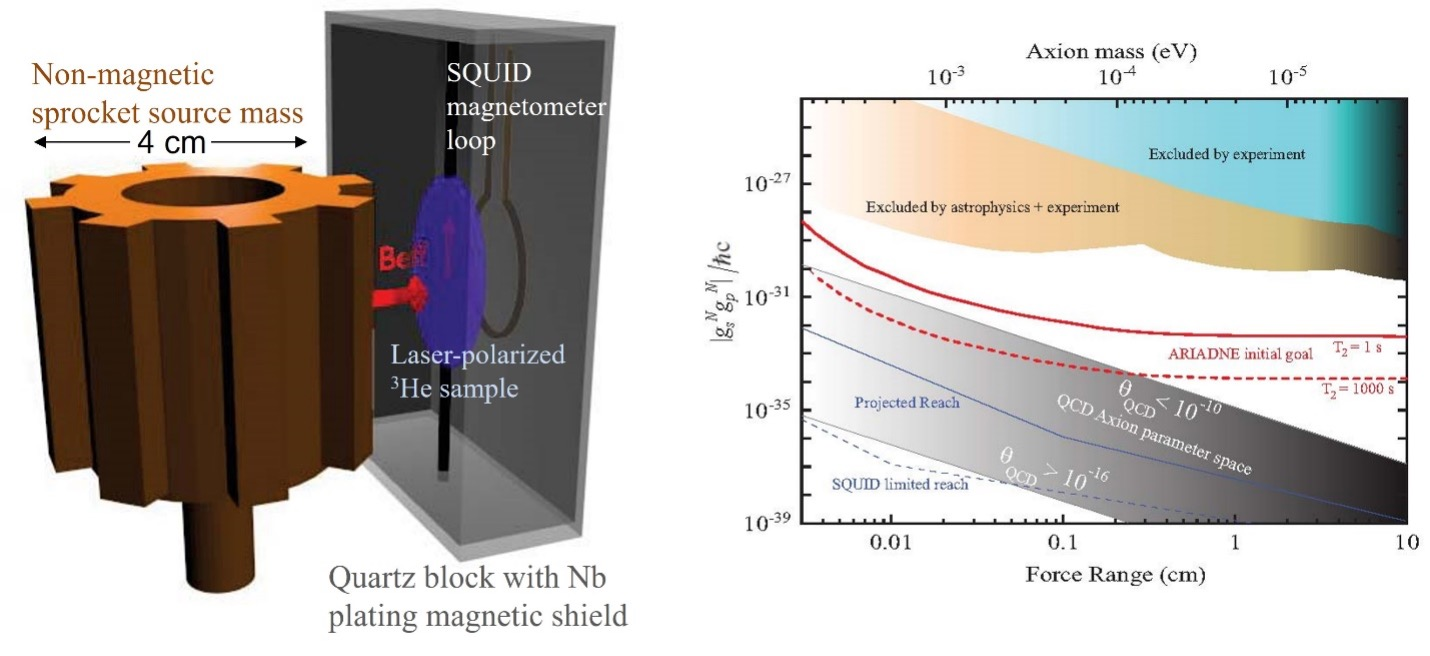 Non-magnetic
sprocket source mass
4 cm
SQUID
magnetometer
loop
Beff
Laser-polarized
³He sample
Quartz block with Nb
plating magnetic shield
Axion mass (eV)
10⁻³ 10⁻⁴ 10⁻⁵
Excluded by experiment
Excluded by astrophysics + experiment
|gₛᴺgₚᴺ|/ħc
10⁻²⁷
10⁻³¹
10⁻³⁵
10⁻³⁹
ARIADNE initial goal
T₂ = 1 s
T₂ = 1000 s
θ_QCD < 10⁻¹⁰
QCD Axion parameter space
Projected Reach
θ_QCD > 10⁻¹⁶
SQUID limited reach
0.01 0.1 1 10
Force Range (cm)